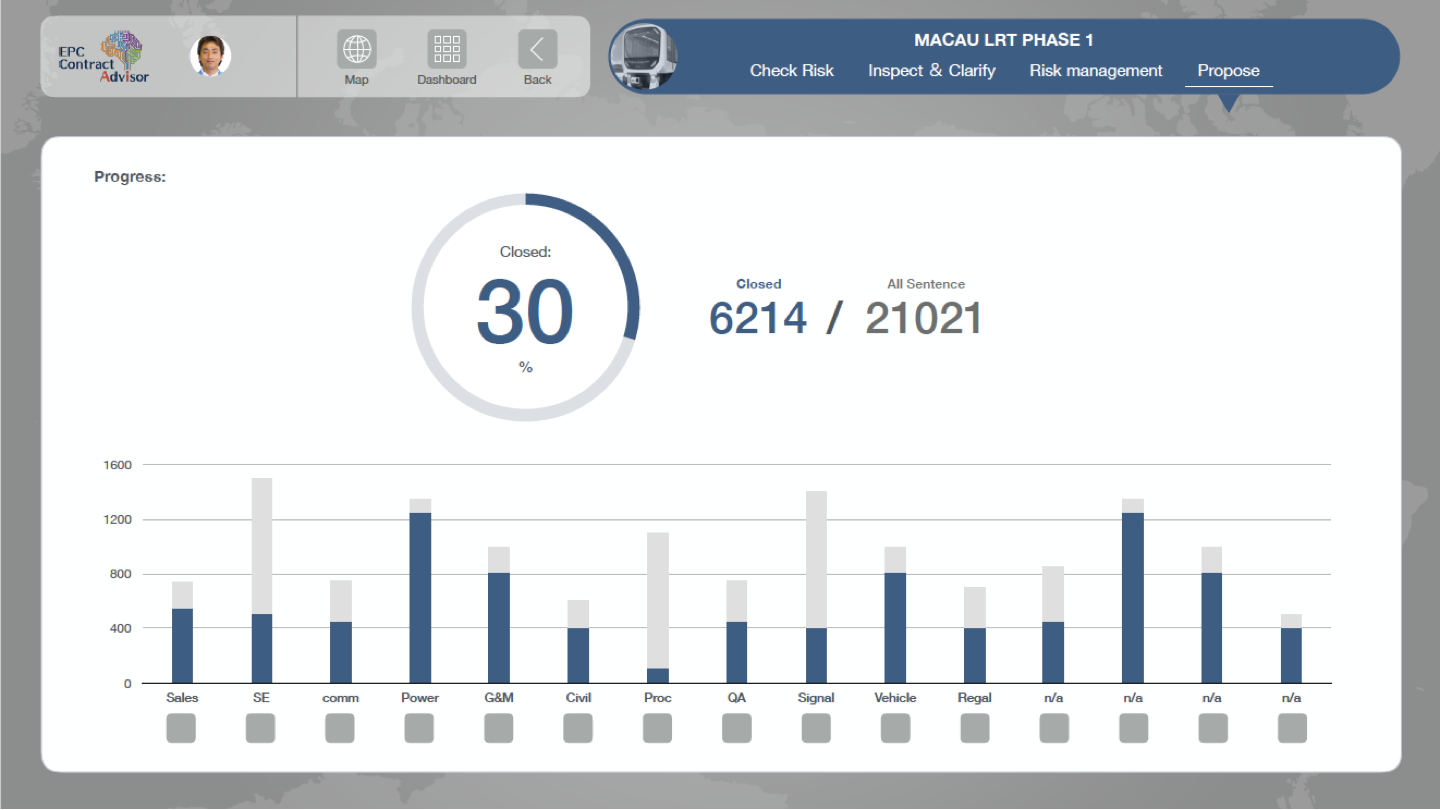 EPC
Contract
Advisor
Map
Dashboard
Back
MACAU LRT PHASE 1
Check Risk
Inspect & Clarify
Risk management
Propose
Progress:
Closed:
30
%
Closed
All Sentence
6214 / 21021
1600
1200
800
400
0
Sales
SE
comm
Power
G&M
Civil
Proc
QA
Signal
Vehicle
Regal
n/a
n/a
n/a
n/a